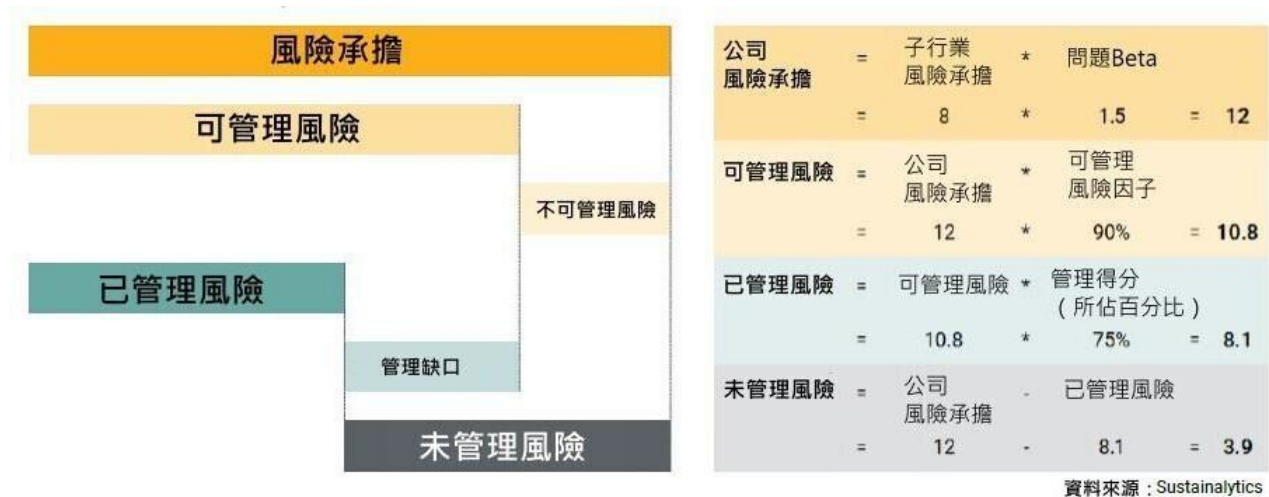 風險承擔
可管理風險
不可管理風險
已管理風險
管理缺口
未管理風險
公司
風險承擔 = 子行業
風險承擔 * 問題Beta
= 8 * 1.5 = 12
可管理風險 = 公司
風險承擔 * 可管理
風險因子
= 12 * 90% = 10.8
已管理風險 = 可管理風險 * 管理得分
(所佔百分比)
= 10.8 * 75% = 8.1
未管理風險 = 公司
風險承擔 - 已管理風險
= 12 - 8.1 = 3.9
資料來源:Sustainalytics